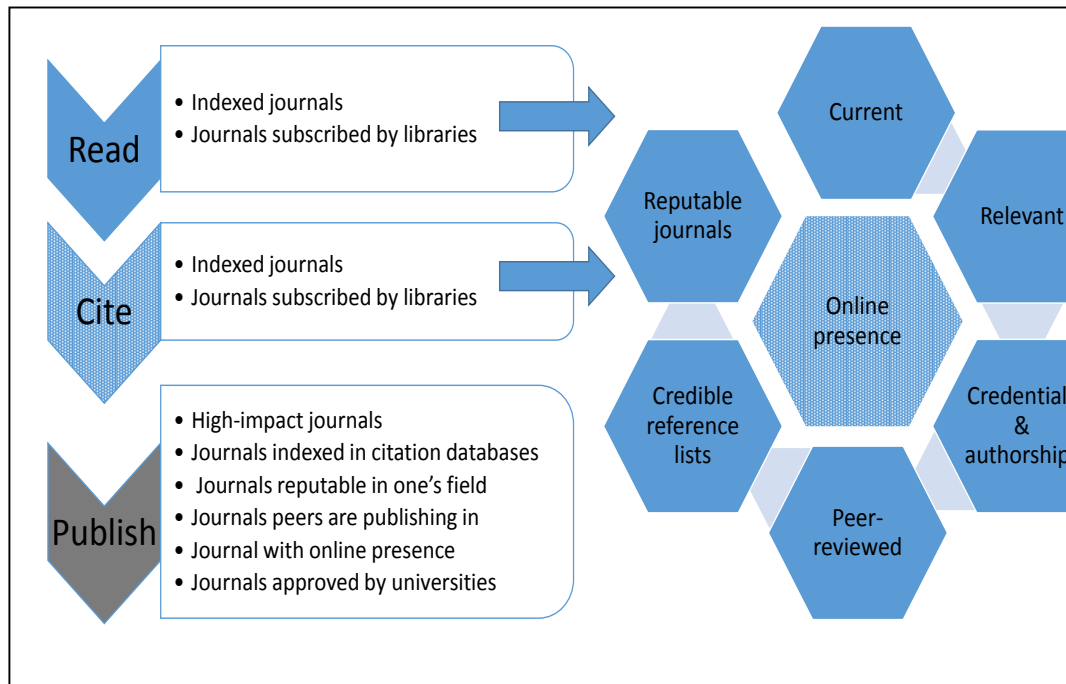 Read
• Indexed journals
• Journals subscribed by libraries
Cite
• Indexed journals
• Journals subscribed by libraries
Publish
• High-impact journals
• Journals indexed in citation databases
• Journals reputable in one's field
• Journals peers are publishing in
• Journal with online presence
• Journals approved by universities
Current
Reputable
journals
Relevant
Online
presence
Credible
reference
lists
Credential
&
authorship
Peer-
reviewed